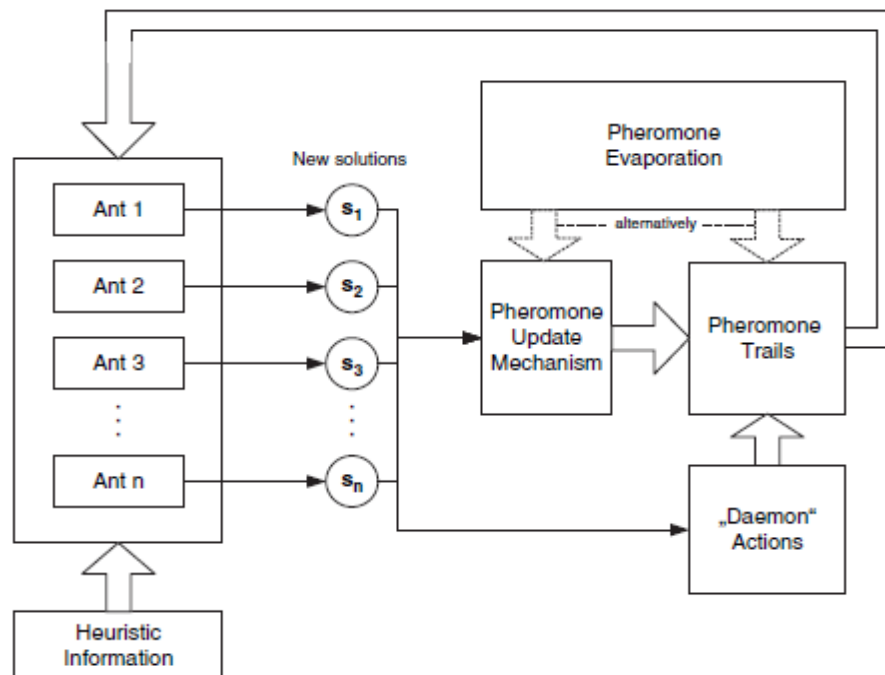 Pheromone
Evaporation
New solutions
alternatively
Ant 1
s1
Ant 2
s2
Pheromone
Update
Mechanism
Pheromone
Trails
Ant 3
s3
Ant n
sn
„Daemon“
Actions
Heuristic
Information